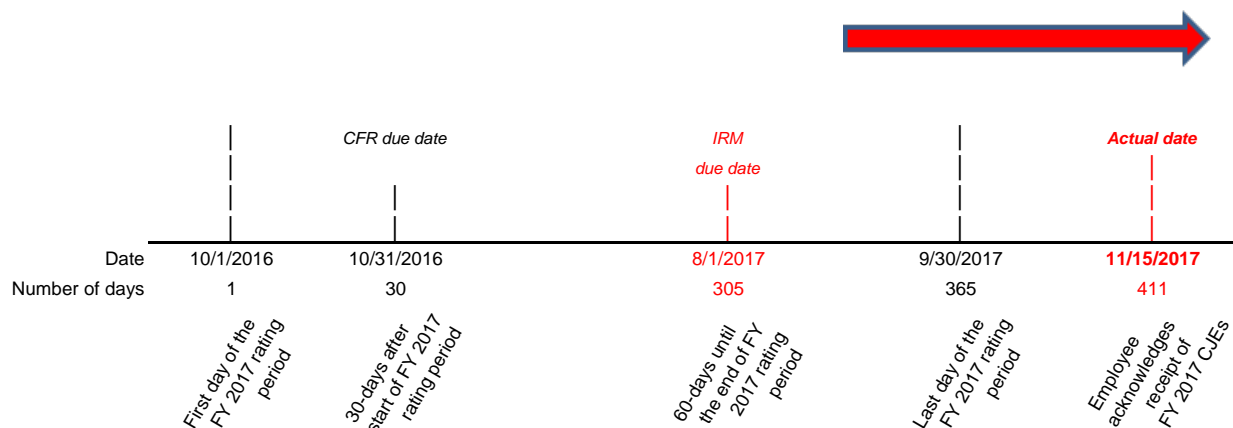 CFR due date
IRM
due date
Actual date
Date 10/1/2016 10/31/2016 8/1/2017 9/30/2017 11/15/2017
Number of days 1 30 305 365 411
First day of the
FY 2017 rating
period
30-days after
start of FY 2017
rating period
60-days until
the end of FY
2017 rating
period
Last day of the
FY 2017 rating
period
Employee
acknowledges
receipt of
FY 2017 CJEs